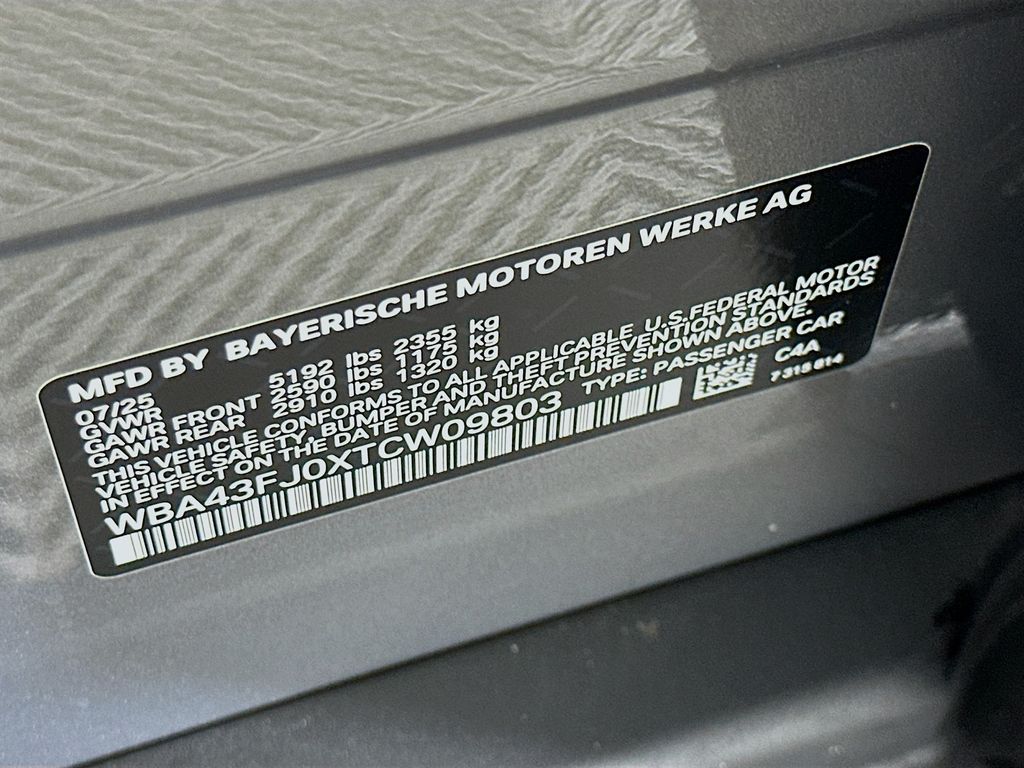 MFD BY BAYERISCHE MOTOREN WERKE AG
07/25
GVWR 5192 lbs 2355 kg
GAWR FRONT 2590 lbs 1175 kg
GAWR REAR 2910 lbs 1320 kg
THIS VEHICLE CONFORMS TO ALL APPLICABLE U.S.FEDERAL MOTOR
VEHICLE SAFETY, BUMPER AND THEFT PREVENTION STANDARDS
IN EFFECT ON THE DATE OF MANUFACTURE SHOWN ABOVE.
WBA43FJ0XTCW09803 TYPE: PASSENGER CAR
C4A
7 318 614